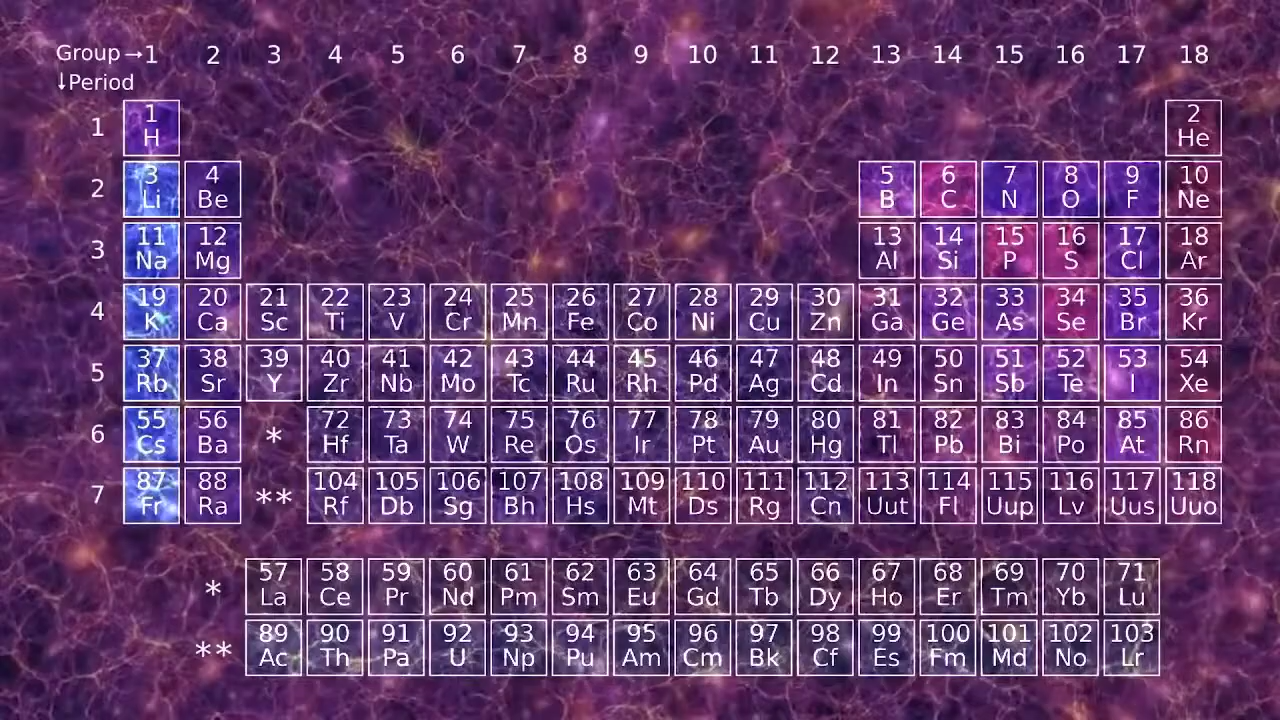 Group→1 2 3 4 5 6 7 8 9 10 11 12 13 14 15 16 17 18
↓Period
1 2
1 H He
3 4 5 6 7 8 9 10
2 Li Be B C N O F Ne
11 12 13 14 15 16 17 18
3 Na Mg Al Si P S Cl Ar
19 20 21 22 23 24 25 26 27 28 29 30 31 32 33 34 35 36
4 K Ca Sc Ti V Cr Mn Fe Co Ni Cu Zn Ga Ge As Se Br Kr
37 38 39 40 41 42 43 44 45 46 47 48 49 50 51 52 53 54
5 Rb Sr Y Zr Nb Mo Tc Ru Rh Pd Ag Cd In Sn Sb Te I Xe
55 56 72 73 74 75 76 77 78 79 80 81 82 83 84 85 86
6 Cs Ba * Hf Ta W Re Os Ir Pt Au Hg Tl Pb Bi Po At Rn
87 88 104 105 106 107 108 109 110 111 112 113 114 115 116 117 118
7 Fr Ra ** Rf Db Sg Bh Hs Mt Ds Rg Cn Uut Fl Uup Lv Uus Uuo
57 58 59 60 61 62 63 64 65 66 67 68 69 70 71
* La Ce Pr Nd Pm Sm Eu Gd Tb Dy Ho Er Tm Yb Lu
89 90 91 92 93 94 95 96 97 98 99 100 101 102 103
** Ac Th Pa U Np Pu Am Cm Bk Cf Es Fm Md No Lr